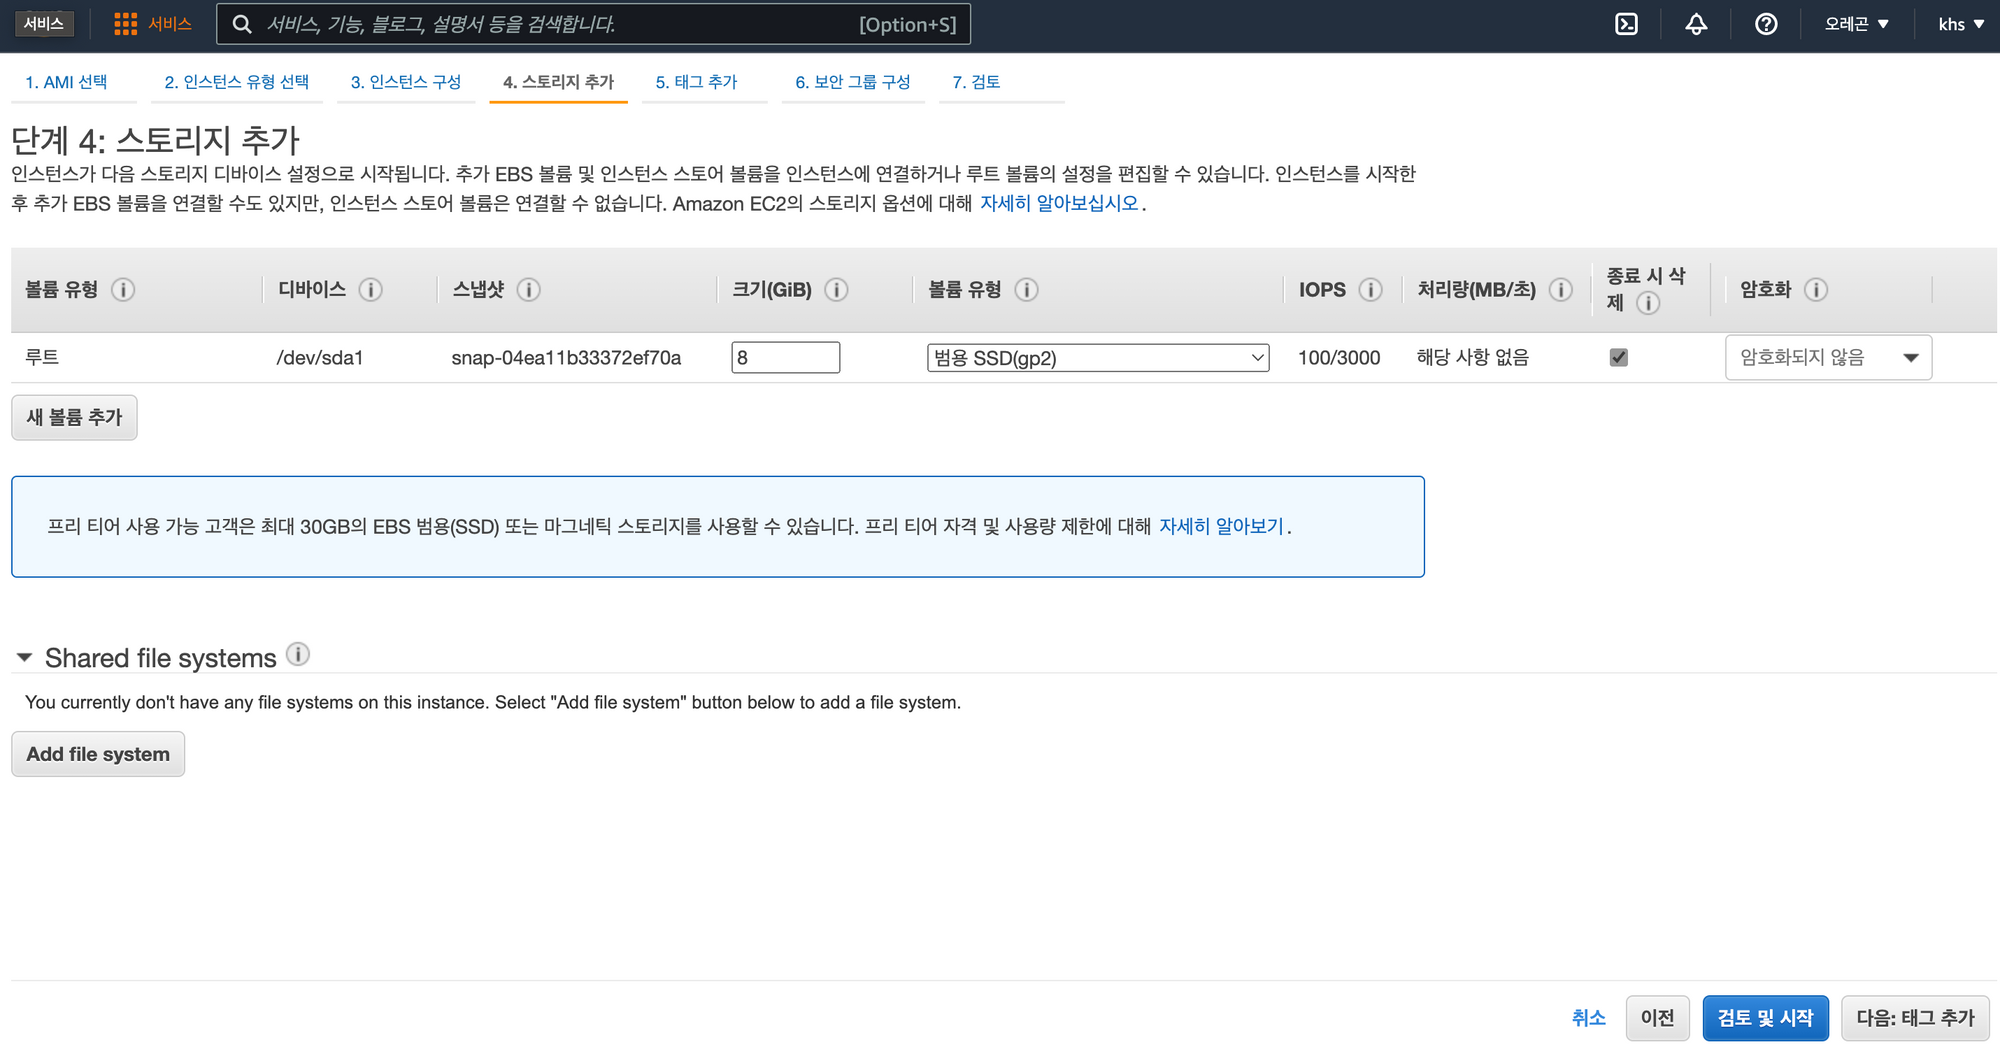 서비스
서비스
서비스, 기능, 블로그, 설명서 등을 검색합니다.
[Option+S]
오레곤
khs
1. AMI 선택
2. 인스턴스 유형 선택
3. 인스턴스 구성
4. 스토리지 추가
5. 태그 추가
6. 보안 그룹 구성
7. 검토
단계 4: 스토리지 추가
인스턴스가 다음 스토리지 디바이스 설정으로 시작됩니다. 추가 EBS 볼륨 및 인스턴스 스토어 볼륨을 인스턴스에 연결하거나 루트 볼륨의 설정을 편집할 수 있습니다. 인스턴스를 시작한
후 추가 EBS 볼륨을 연결할 수도 있지만, 인스턴스 스토어 볼륨은 연결할 수 없습니다. Amazon EC2의 스토리지 옵션에 대해 자세히 알아보십시오.
볼륨 유형
디바이스
스냅샷
크기(GiB)
볼륨 유형
IOPS
처리량(MB/초)
종료 시 삭
제
암호화
루트
/dev/sda1
snap-04ea11b33372ef70a
8
범용 SSD(gp2)
100/3000
해당 사항 없음
암호화되지 않음
새 볼륨 추가
프리 티어 사용 가능 고객은 최대 30GB의 EBS 범용(SSD) 또는 마그네틱 스토리지를 사용할 수 있습니다. 프리 티어 자격 및 사용량 제한에 대해 자세히 알아보기.
Shared file systems
You currently don't have any file systems on this instance. Select "Add file system" button below to add a file system.
Add file system
취소
이전
검토 및 시작
다음: 태그 추가